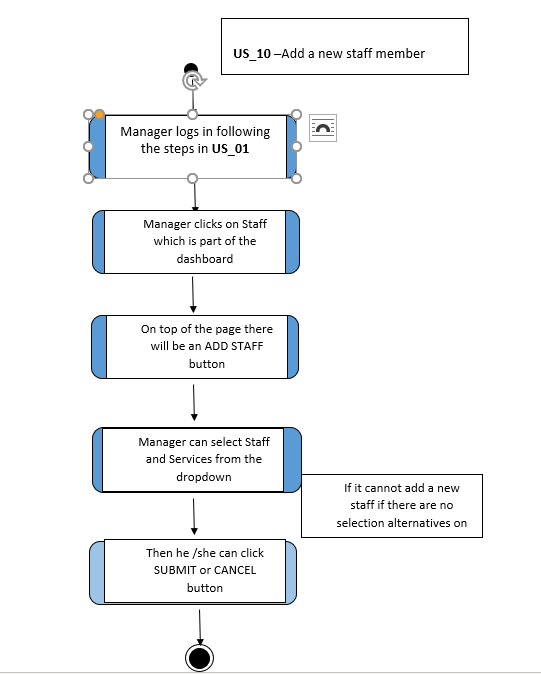 US_10 –Add a new staff member
Manager logs in following
the steps in US_01
Manager clicks on Staff
which is part of the
dashboard
On top of the page there
will be an ADD STAFF
button
Manager can select Staff
and Services from the
dropdown
If it cannot add a new
staff if there are no
selection alternatives on
Then he /she can click
SUBMIT or CANCEL
button